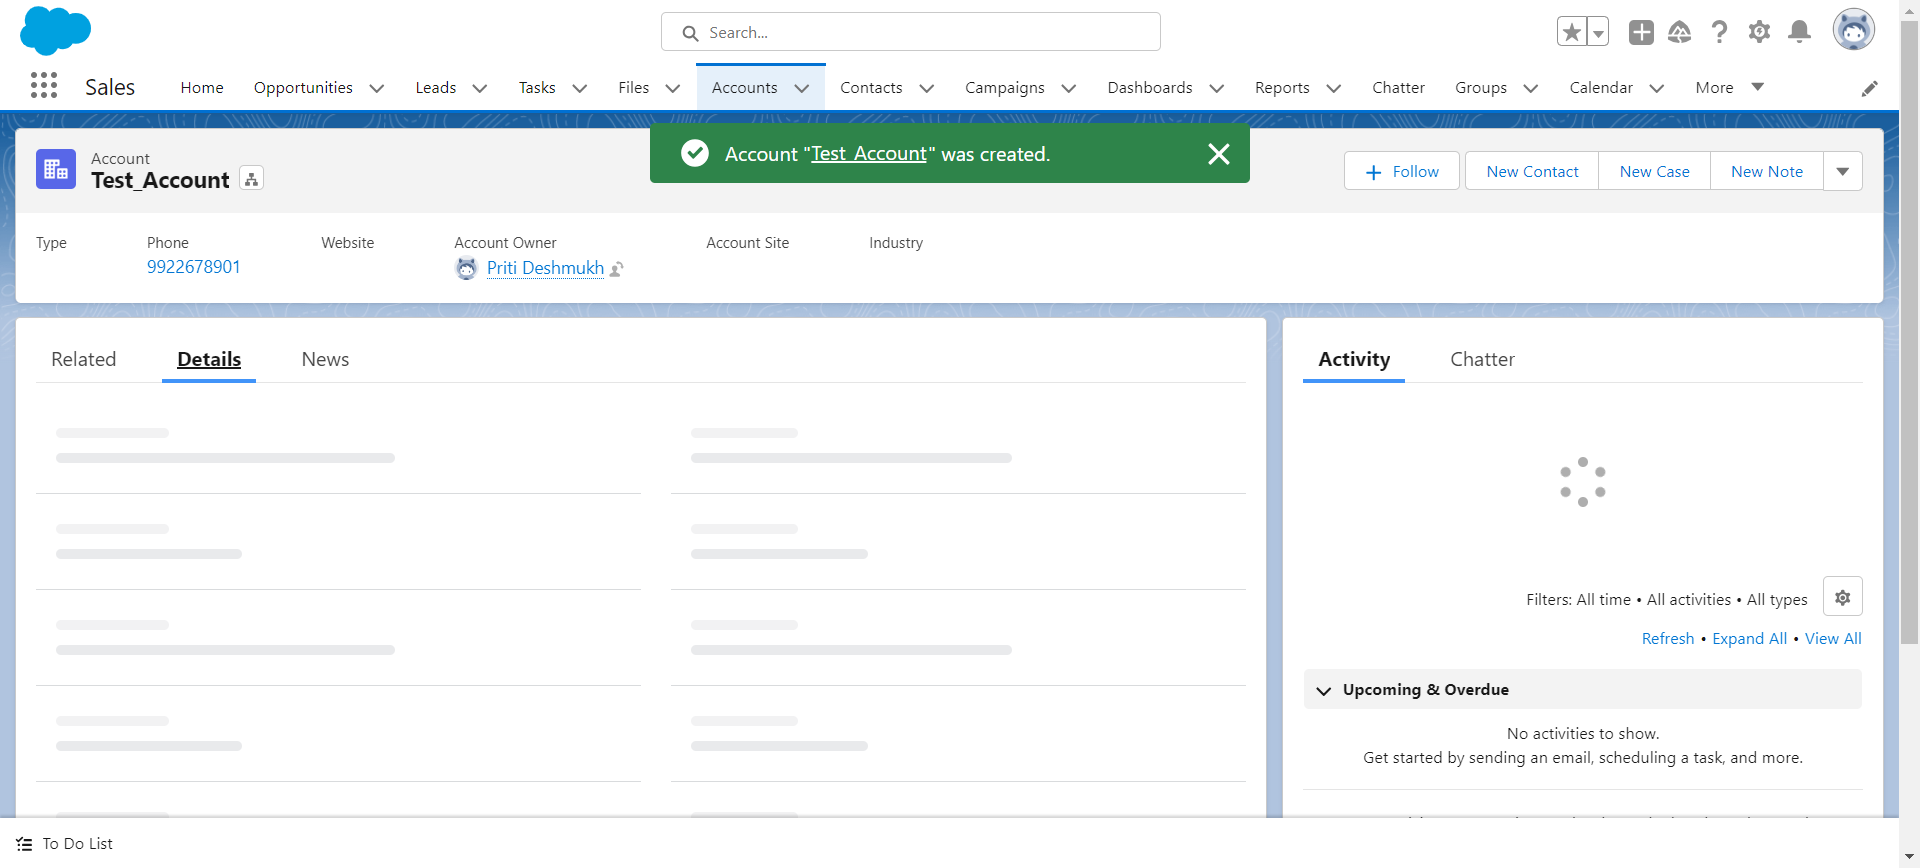 Search...
Sales
Home
Opportunities
Leads
Tasks
Files
Accounts
Contacts
Campaigns
Dashboards
Reports
Chatter
Groups
Calendar
More
Account "Test_Account" was created.
Account
Test_Account
Follow
New Contact
New Case
New Note
Type
Phone
Website
Account Owner
Account Site
Industry
9922678901
Priti Deshmukh
Related
Details
News
Activity
Chatter
Filters: All time • All activities • All types
Refresh • Expand All • View All
Upcoming & Overdue
No activities to show.
Get started by sending an email, scheduling a task, and more.
To Do List